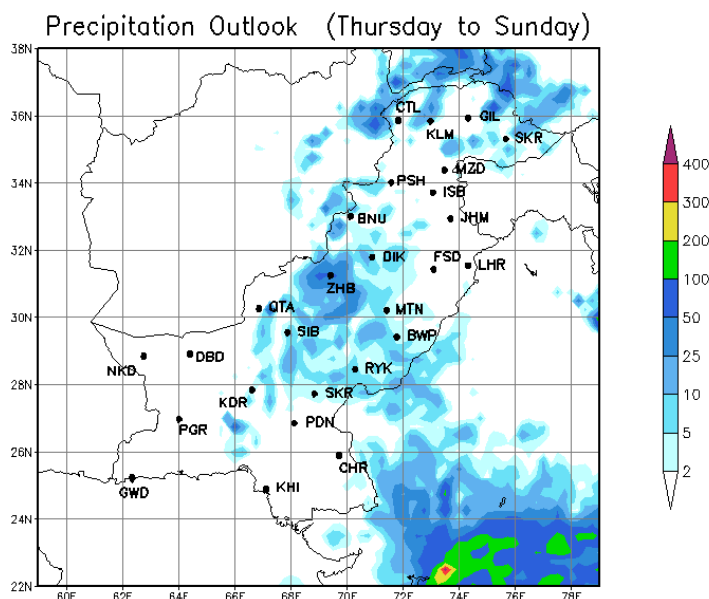 Precipitation Outlook (Thursday to Sunday)
38N
36N
34N
32N
30N
28N
26N
24N
22N
60E
62E
64E
66E
68E
70E
72E
74E
76E
78E
CTL
KLM
GIL
SKR
MZD
PSH
ISB
BNU
JHM
DIK
FSD
LHR
ZHB
QTA
MTN
SIB
BWP
NKD
DBD
RYK
KDR
SKR
PGR
PDN
CHR
GWD
KHI
400
300
200
100
50
25
10
5
2